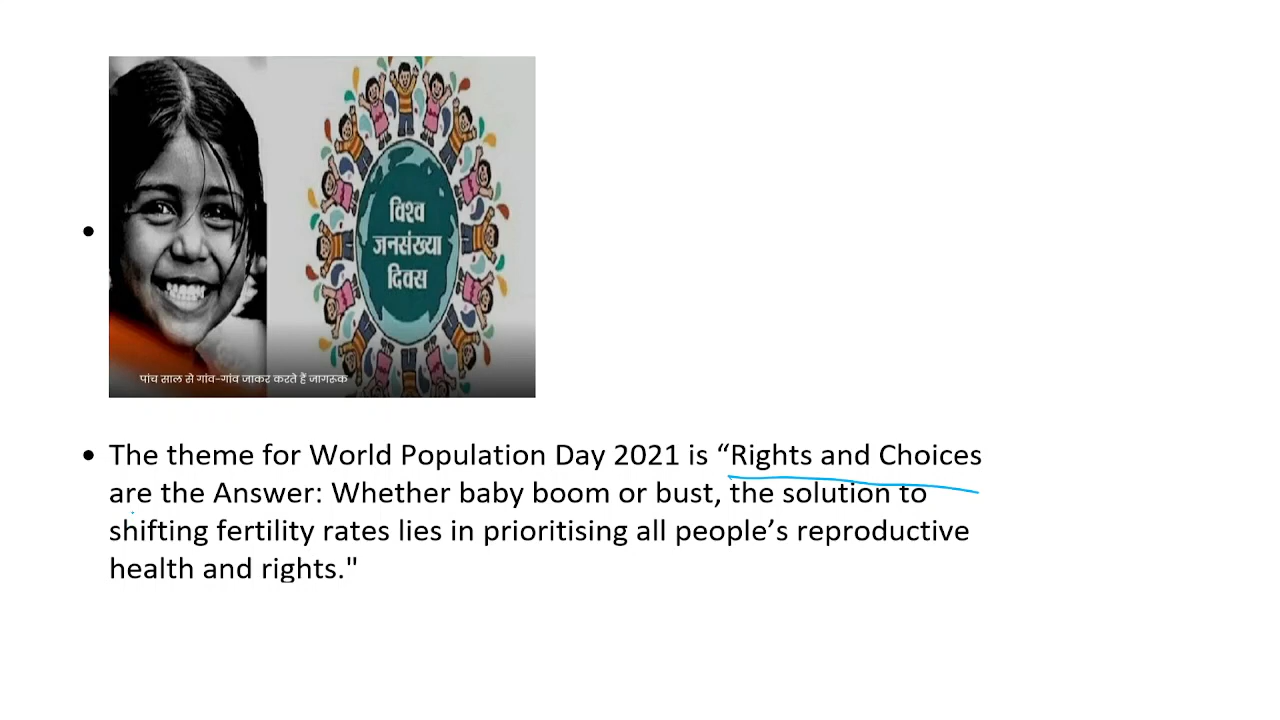 विश्व
जनसंख्या
दिवस
पांच साल से गांव-गांव जाकर करते हैं जागरूक
The theme for World Population Day 2021 is “Rights and Choices
are the Answer: Whether baby boom or bust, the solution to
shifting fertility rates lies in prioritising all people’s reproductive
health and rights."